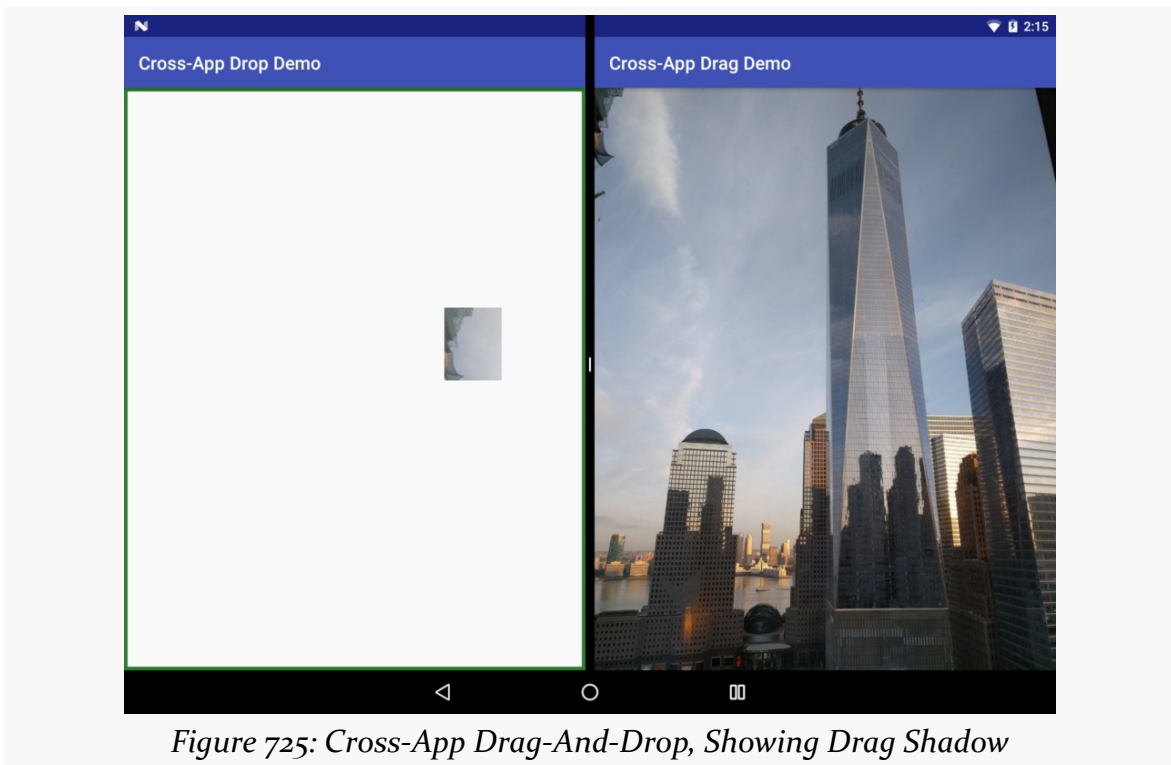 2:15
Cross-App Drop Demo
Cross-App Drag Demo
Figure 725: Cross-App Drag-And-Drop, Showing Drag Shadow